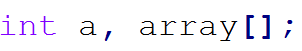 int a, array[];